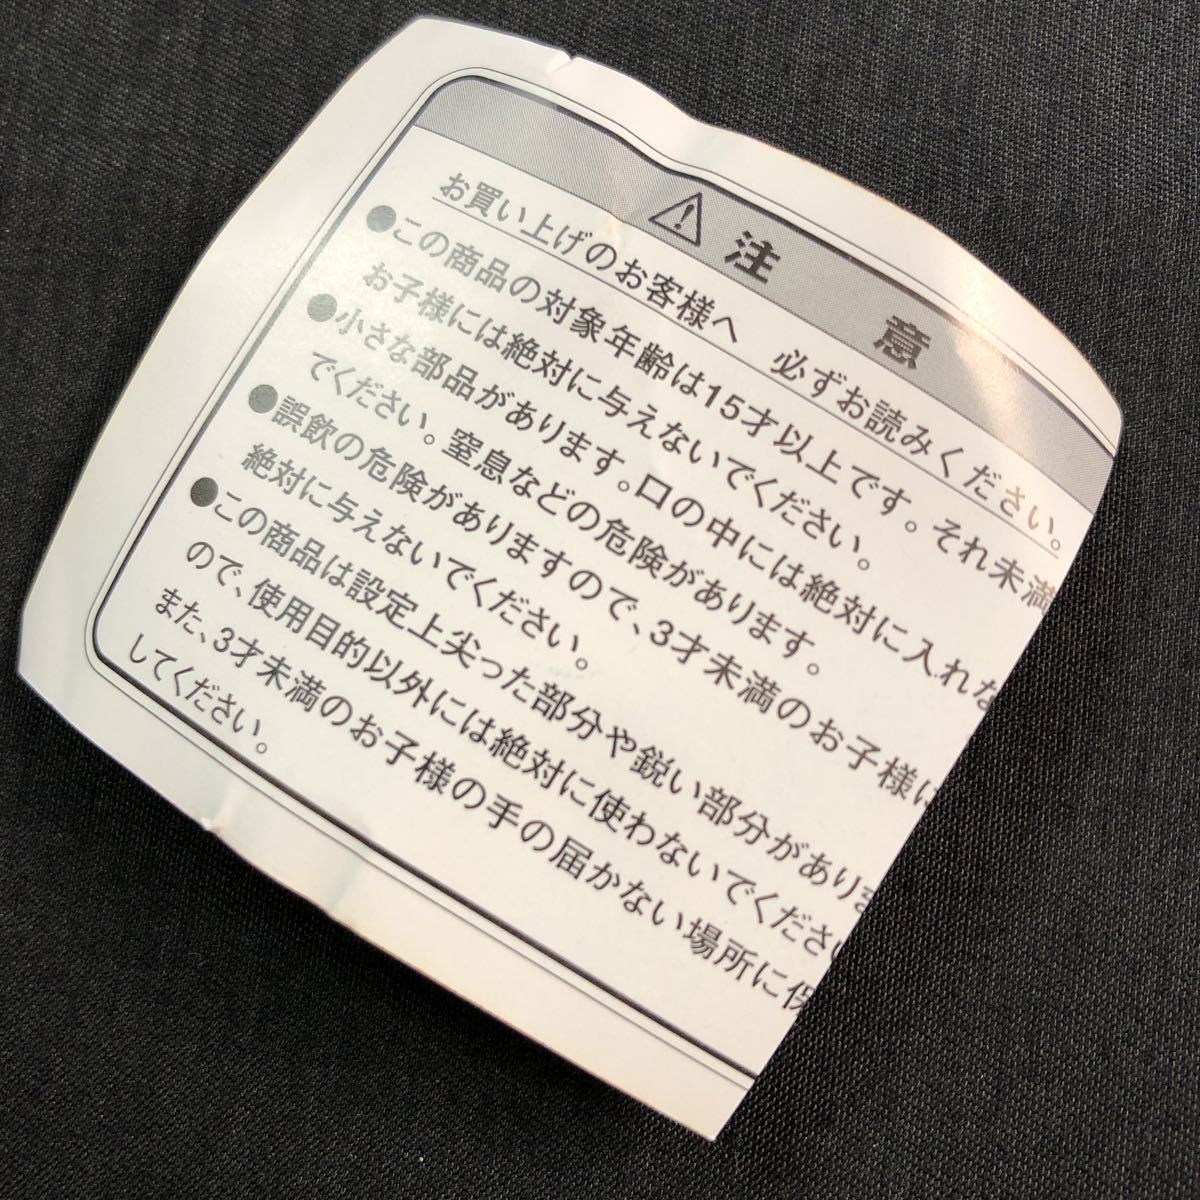 注 意
お買い上げのお客様へ 必ずお読みください。
●この商品の対象年齢は15才以上です。それ未満
お子様には絶対に与えないでください。
●小さな部品があります。口の中には絶対に入れな
でください。窒息などの危険があります。
●誤飲の危険がありますので、3才未満のお子様に
絶対に与えないでください。
●この商品は設定上尖った部分や鋭い部分がありま
ので、使用目的以外には絶対に使わないでください
また、3才未満のお子様の手の届かない場所に保
してください。